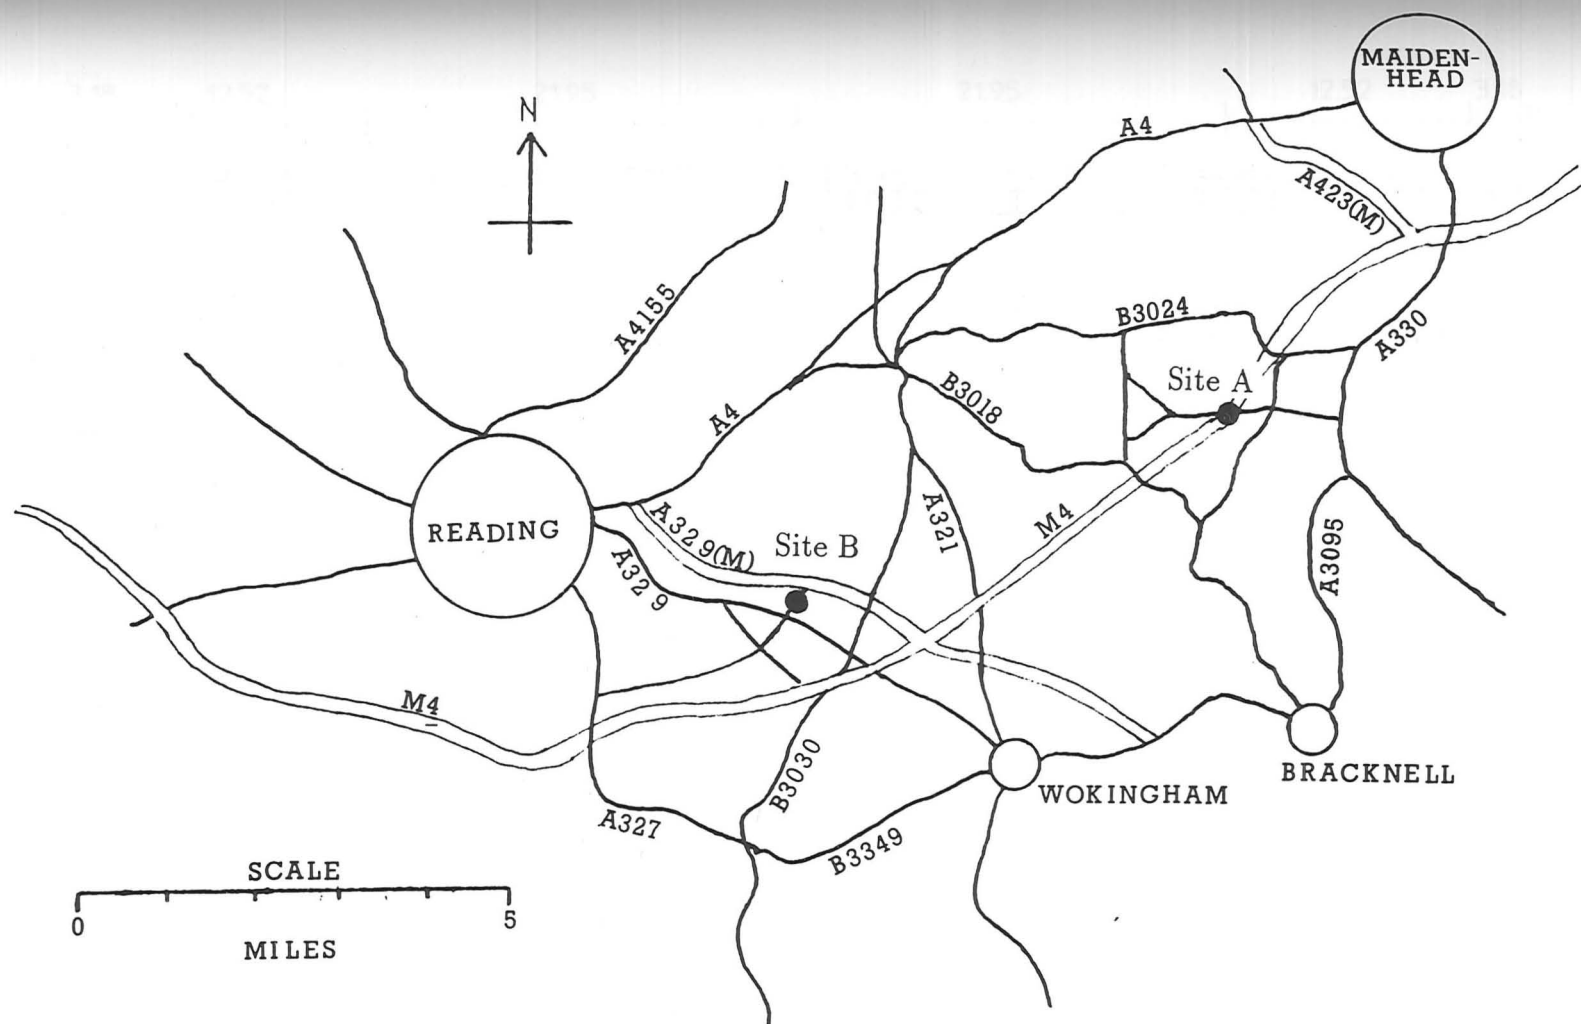 MAIDEN-
HEAD
N
A4
A423(M)
A4155
B3024
A330
Site A
B3018
A4
READING
A329(M)
Site B
A321
M4
A3095
A329
M4
B3030
BRACKNELL
WOKINGHAM
A327
B3349
SCALE
0
5
MILES